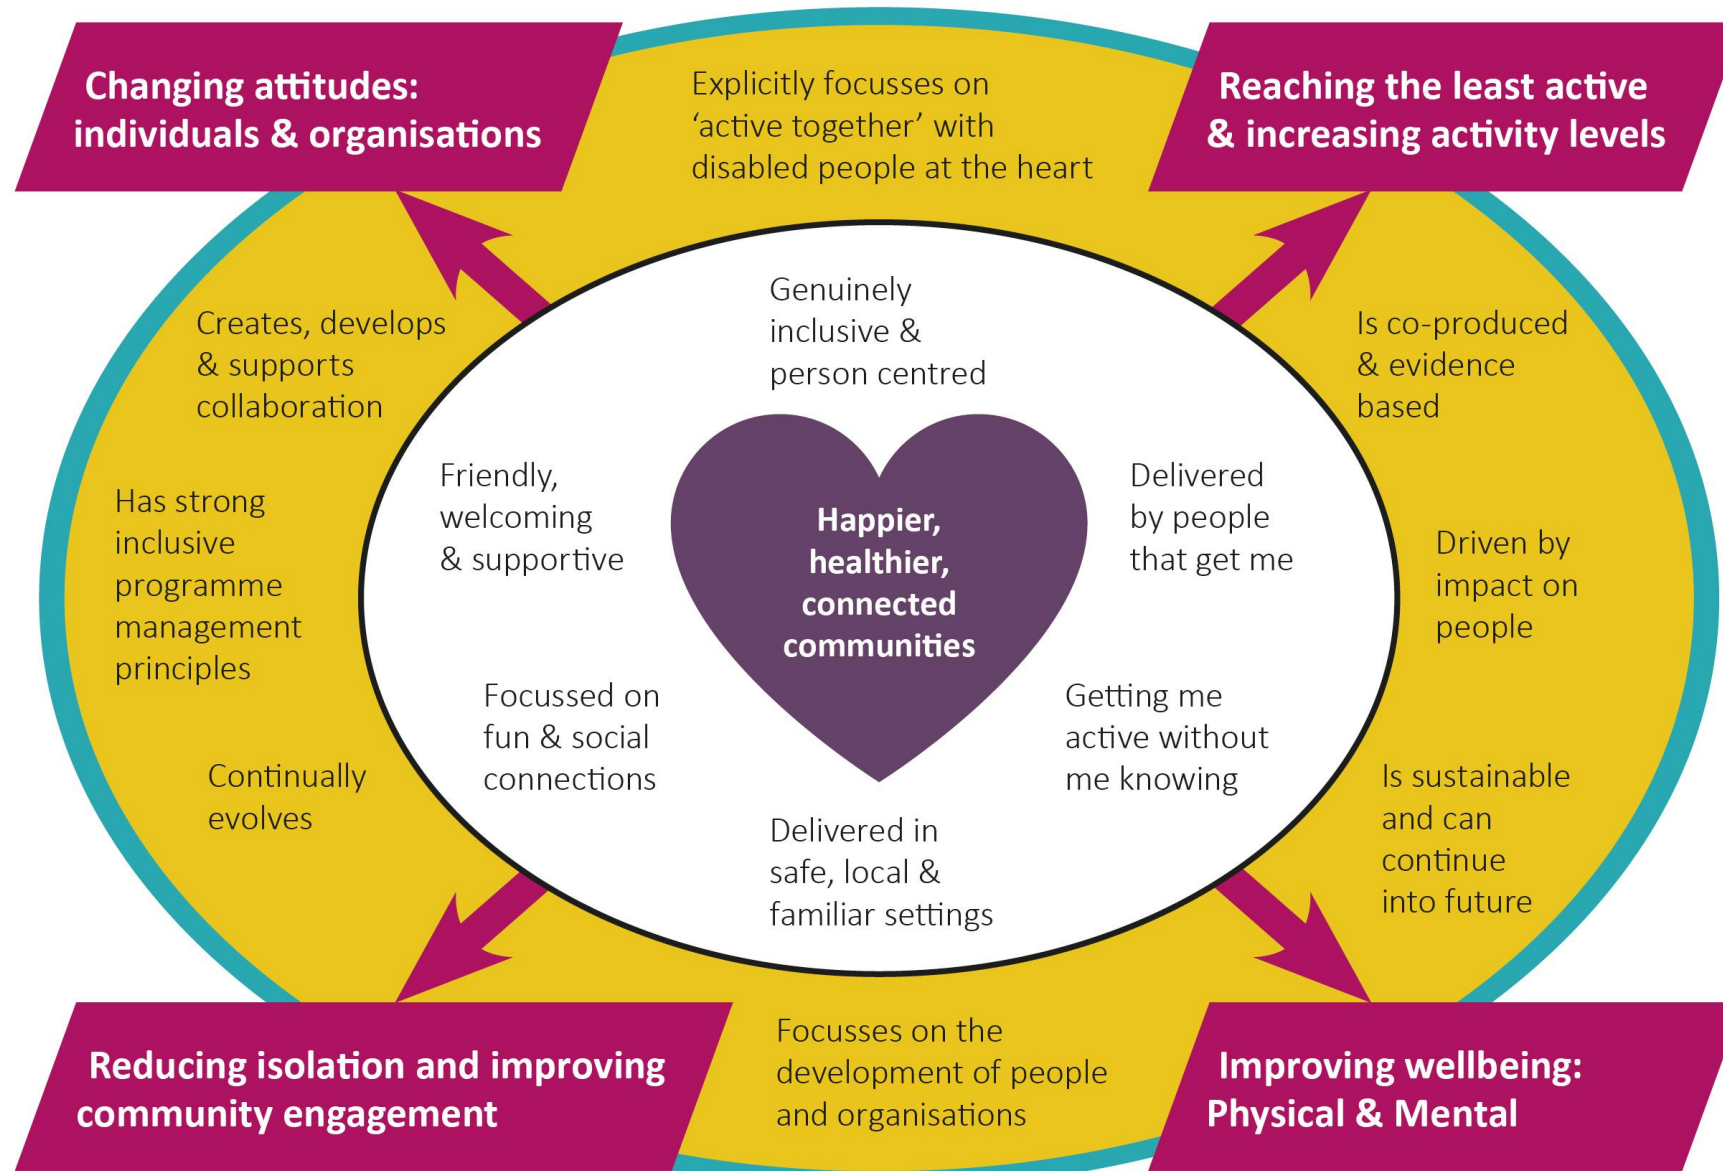 Changing attitudes:
individuals & organisations
Explicitly focusses on
‘active together’ with
disabled people at the heart
Reaching the least active
& increasing activity levels
Creates, develops
& supports
collaboration
Genuinely
inclusive &
person centred
Is co-produced
& evidence
based
Has strong
inclusive
programme
management
principles
Friendly,
welcoming
& supportive
Happier,
healthier,
connected
communities
Delivered
by people
that get me
Driven by
impact on
people
Continually
evolves
Focussed on
fun & social
connections
Getting me
active without
me knowing
Is sustainable
and can
continue
into future
Delivered in
safe, local &
familiar settings
Reducing isolation and improving
community engagement
Focusses on the
development of people
and organisations
Improving wellbeing:
Physical & Mental